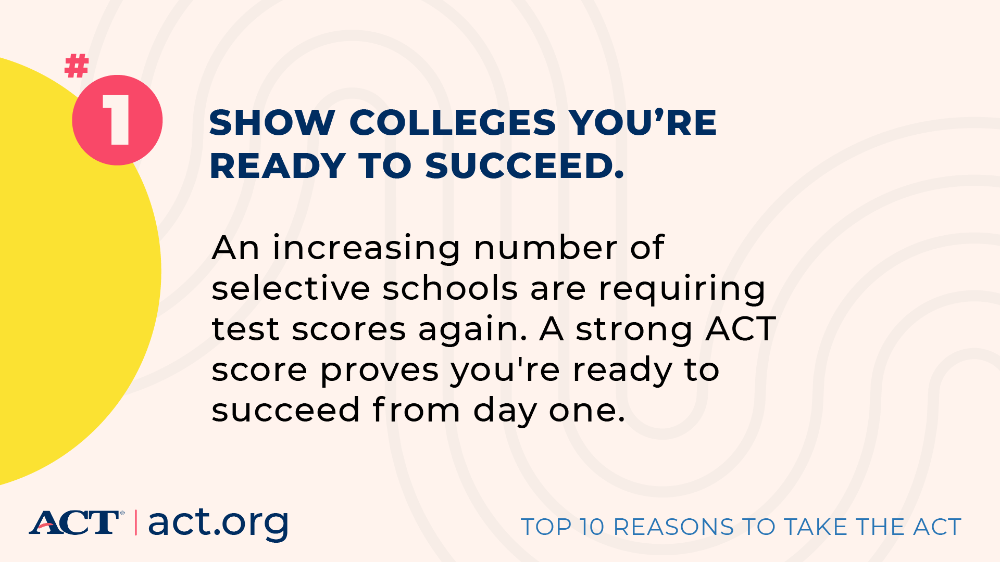 #
1
SHOW COLLEGES YOU’RE
READY TO SUCCEED.
An increasing number of
selective schools are requiring
test scores again. A strong ACT
score proves you're ready to
succeed from day one.
ACT® | act.org
TOP 10 REASONS TO TAKE THE ACT